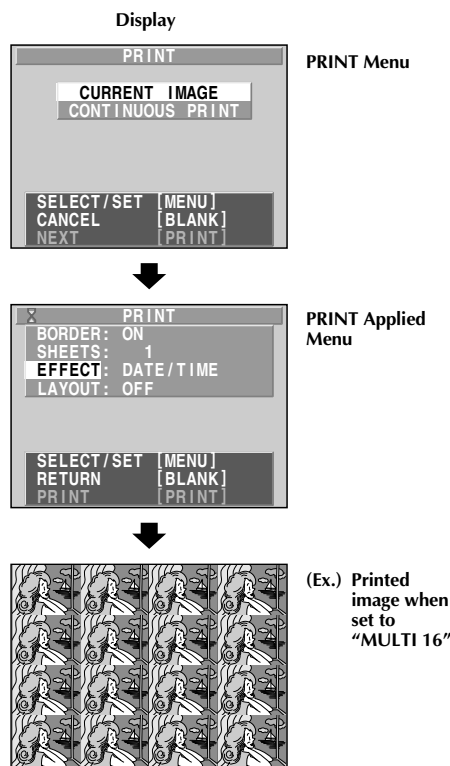 Display
PRINT
CURRENT IMAGE
CONTINUOUS PRINT
SELECT/SET [MENU]
CANCEL [BLANK]
NEXT [PRINT]
PRINT Menu
PRINT
BORDER: ON
SHEETS: 1
EFFECT: DATE/TIME
LAYOUT: OFF
SELECT/SET [MENU]
RETURN [BLANK]
PRINT [PRINT]
PRINT Applied
Menu
(Ex.) Printed
image when
set to
“MULTI 16”